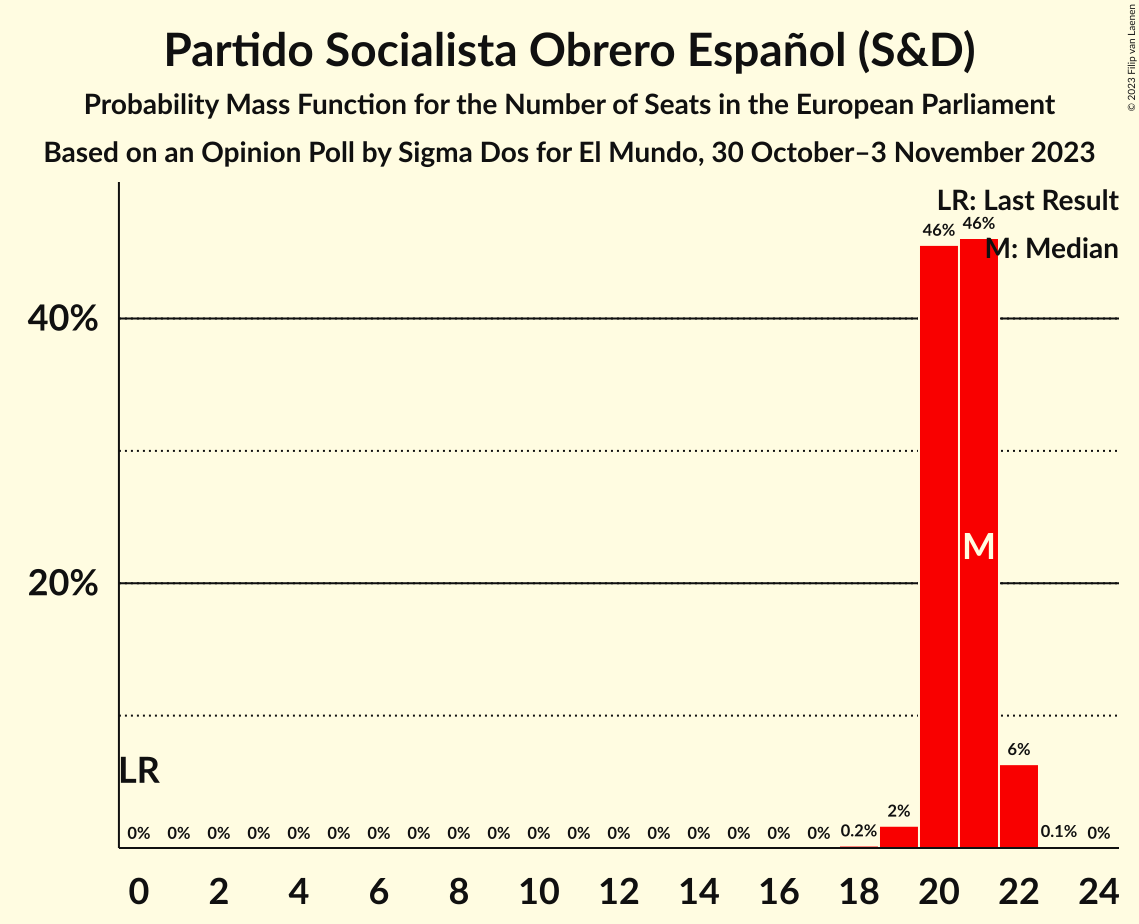 Partido Socialista Obrero Español (S&D)
Probability Mass Function for the Number of Seats in the European Parliament
Based on an Opinion Poll by Sigma Dos for El Mundo, 30 October–3 November 2023
© 2023 Filip van Laenen
LR: Last Result
M: Median
46% 46%
40%
M
20%
6%
LR
2%
0% 0% 0% 0% 0% 0% 0% 0% 0% 0% 0% 0% 0% 0% 0% 0% 0% 0% 0.2% 0.1% 0%
0 2 4 6 8 10 12 14 16 18 20 22 24